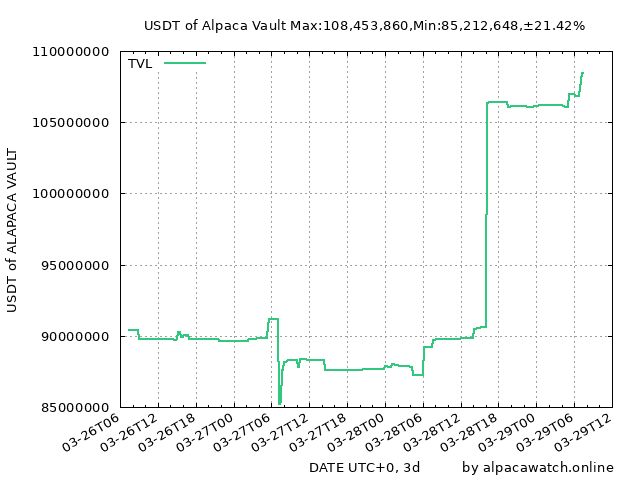 USDT of Alpaca Vault Max:108,453,860,Min:85,212,648,±21.42%
110000000
TVL
105000000
100000000
95000000
90000000
85000000
USDT of ALAPACA VAULT
03-26T06
03-26T12
03-26T18
03-27T00
03-27T06
03-27T12
03-27T18
03-28T00
03-28T06
03-28T12
03-28T18
03-29T00
03-29T06
03-29T12
DATE UTC+0, 3d
by alpacawatch.online